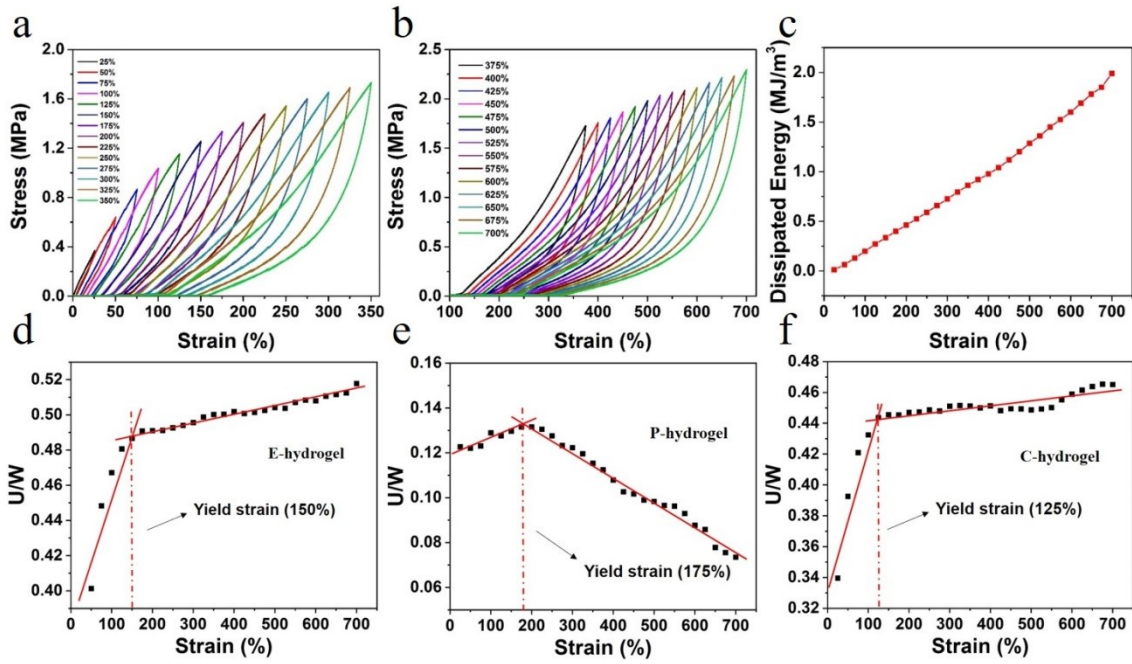 a
2.0
1.6
1.2
0.8
0.4
0.0
Stress (MPa)
25%
50%
75%
100%
125%
150%
175%
200%
225%
250%
275%
300%
325%
350%
0 50 100 150 200 250 300 350
Strain (%)
b
2.5
2.0
1.5
1.0
0.5
0.0
Stress (MPa)
375%
400%
425%
450%
475%
500%
525%
550%
575%
600%
625%
650%
675%
700%
100 200 300 400 500 600 700
Strain (%)
c
2.0
1.5
1.0
0.5
0.0
Dissipated Energy (MJ/m³)
0 100 200 300 400 500 600 700
Strain (%)
d
0.52
0.50
0.48
0.46
0.44
0.42
0.40
U/W
E-hydrogel
Yield strain (150%)
0 100 200 300 400 500 600 700
Strain (%)
e
0.16
0.14
0.12
0.10
0.08
0.06
U/W
P-hydrogel
Yield strain (175%)
0 100 200 300 400 500 600 700
Strain (%)
f
0.48
0.46
0.44
0.42
0.40
0.38
0.36
0.34
0.32
U/W
C-hydrogel
Yield strain (125%)
0 100 200 300 400 500 600 700
Strain (%)